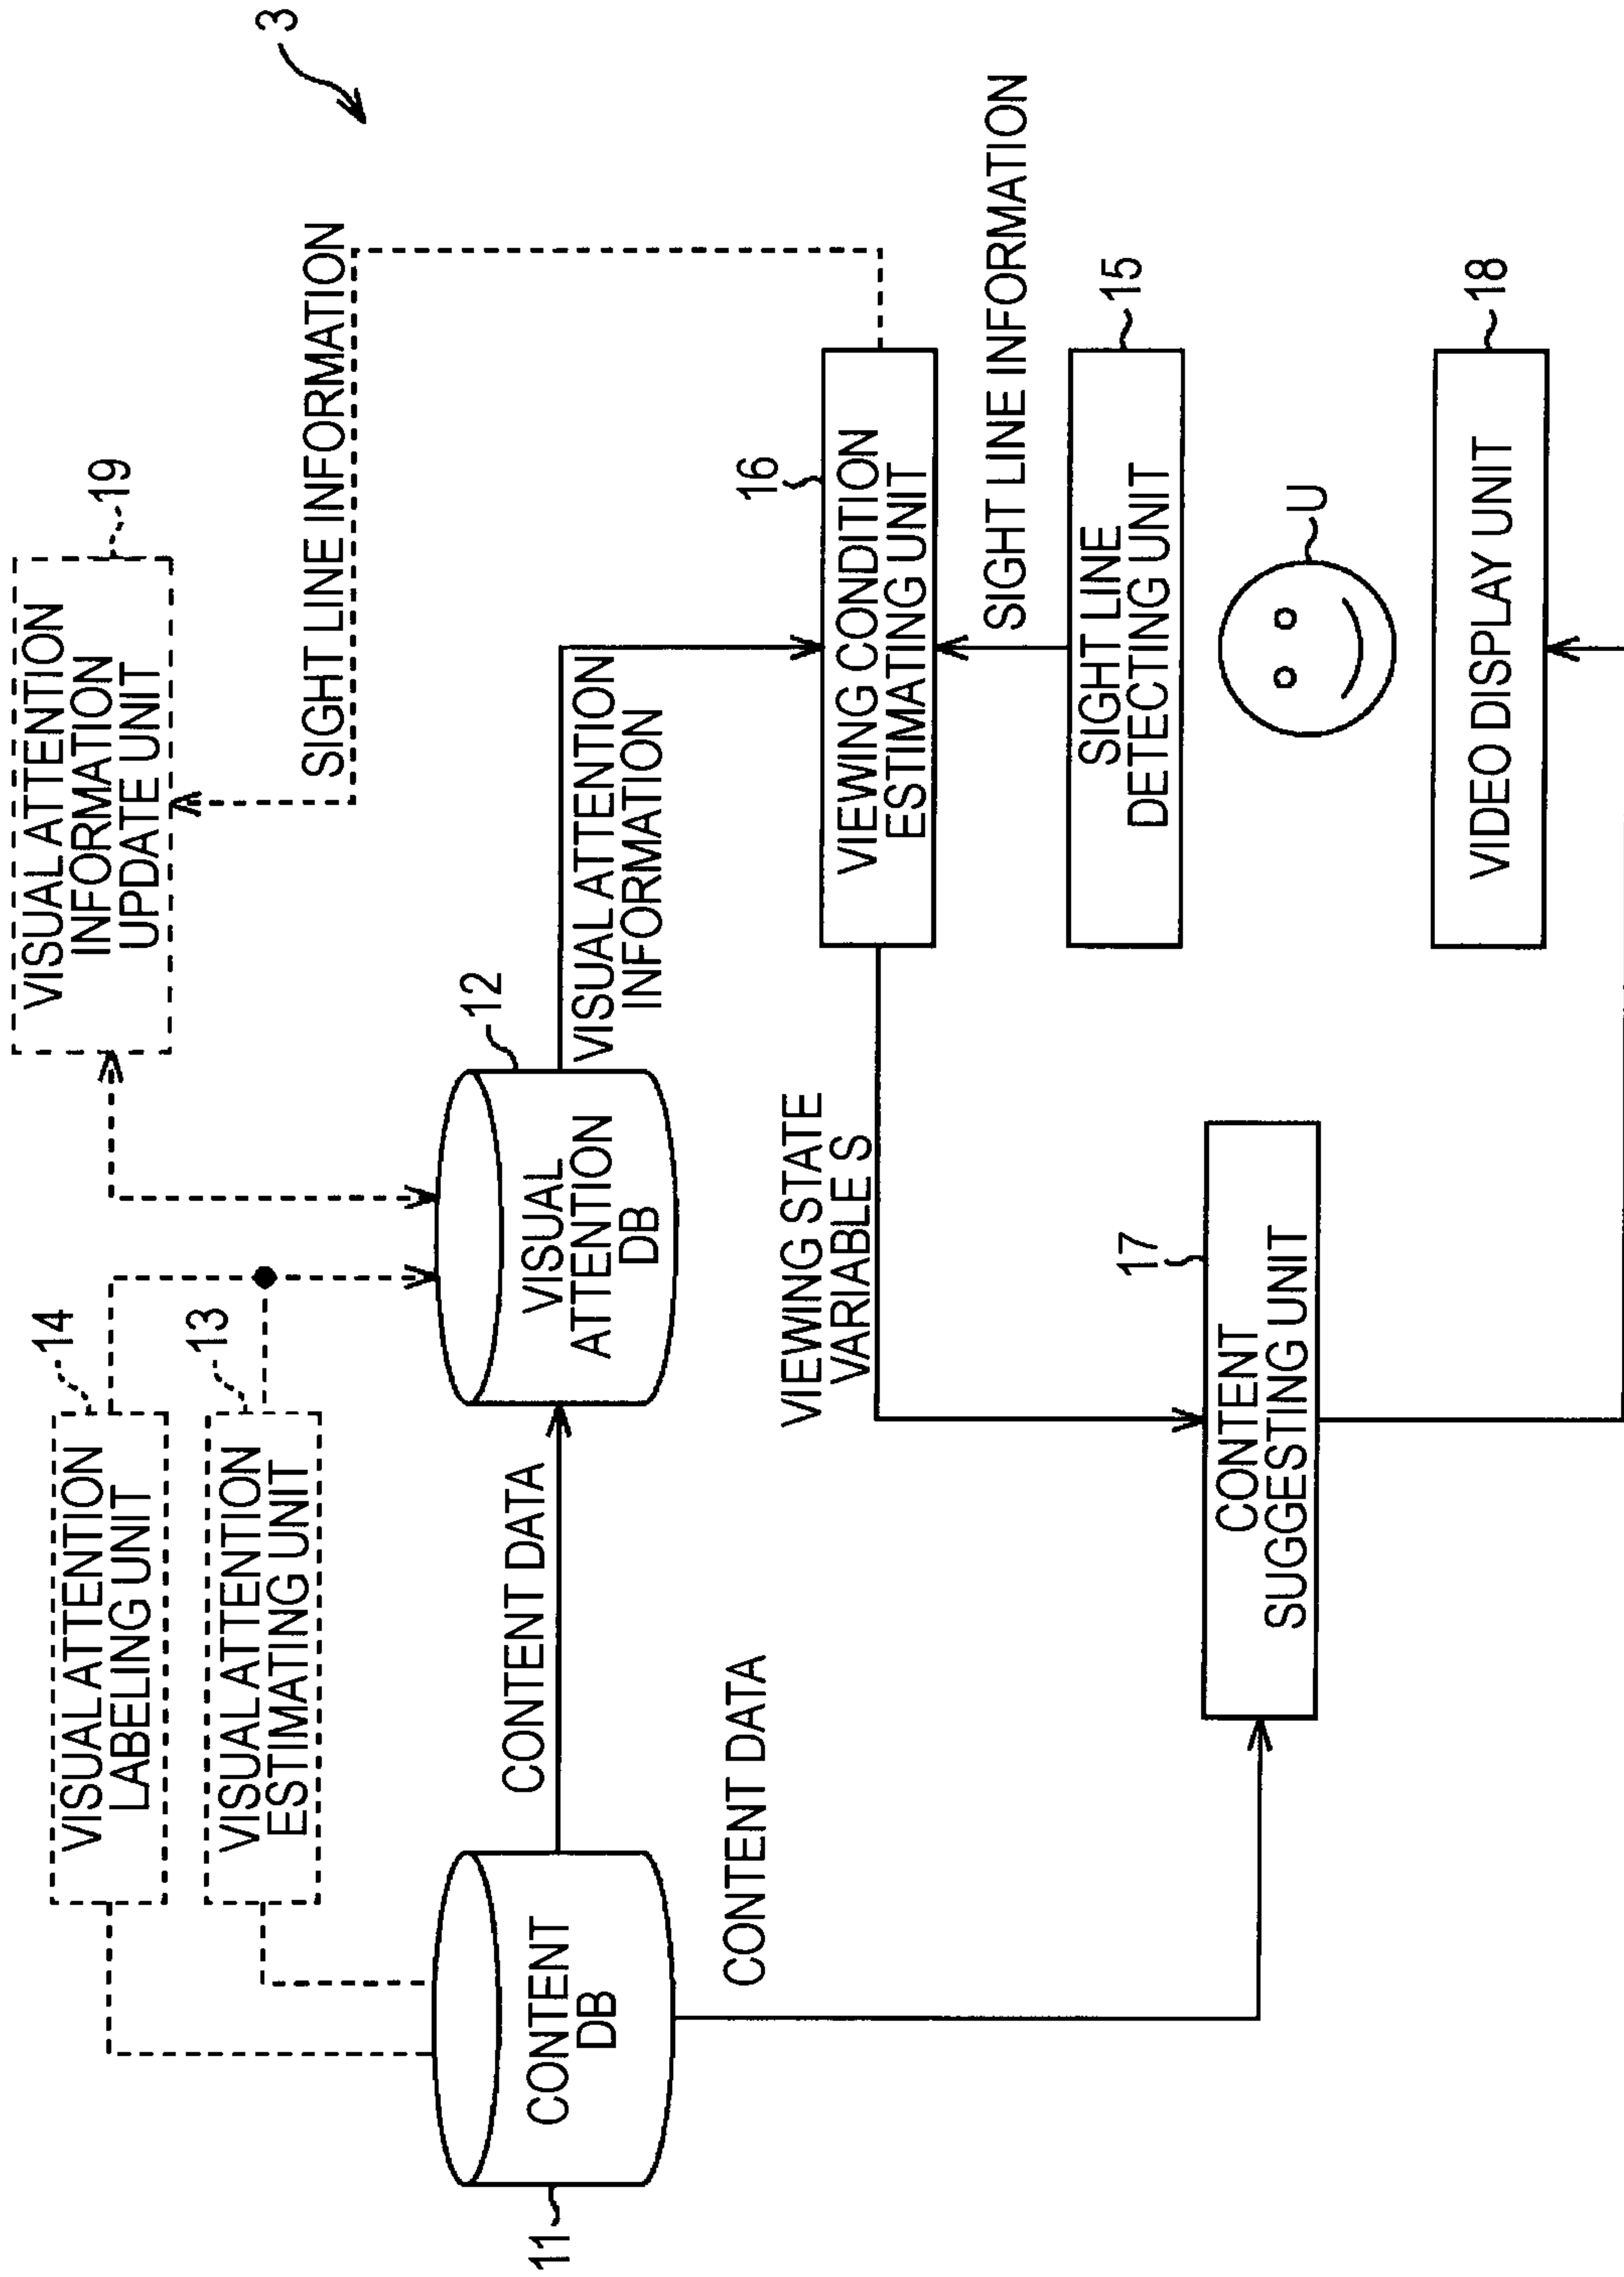 3
VISUAL ATTENTION
INFORMATION
UPDATE UNIT
19
SIGHT LINE INFORMATION
14
VISUAL ATTENTION
LABELING UNIT
13
VISUAL ATTENTION
ESTIMATING UNIT
11
CONTENT
DB
CONTENT DATA
12
VISUAL
ATTENTION
DB
VISUAL ATTENTION
INFORMATION
CONTENT DATA
16
VIEWING CONDITION
ESTIMATING UNIT
VIEWING STATE
VARIABLE S
SIGHT LINE INFORMATION
15
SIGHT LINE
DETECTING UNIT
17
CONTENT
SUGGESTING UNIT
U
18
VIDEO DISPLAY UNIT